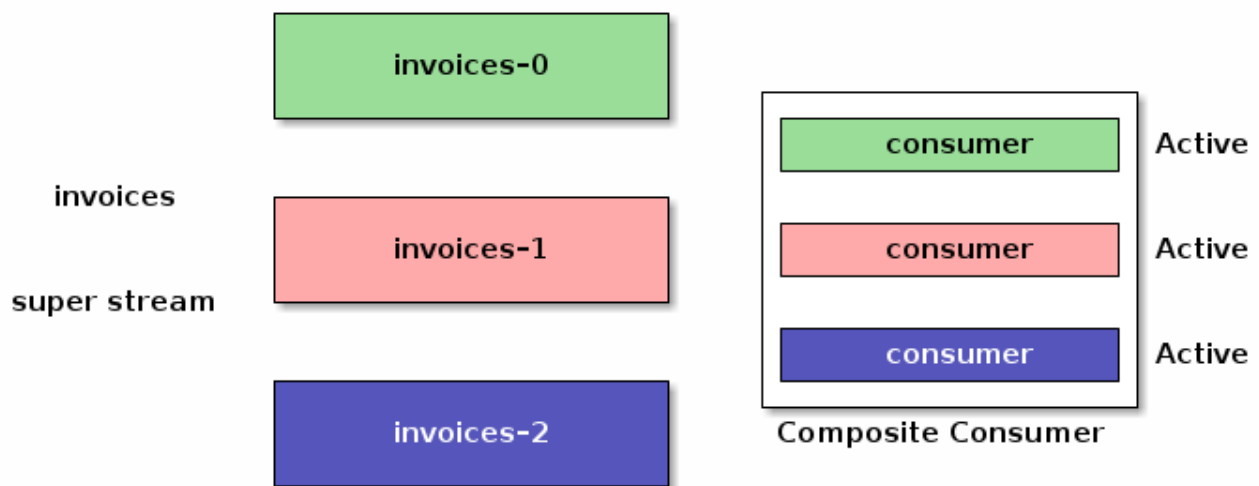 invoices-0
invoices
super stream
invoices-1
invoices-2
consumer Active
consumer Active
consumer Active
Composite Consumer